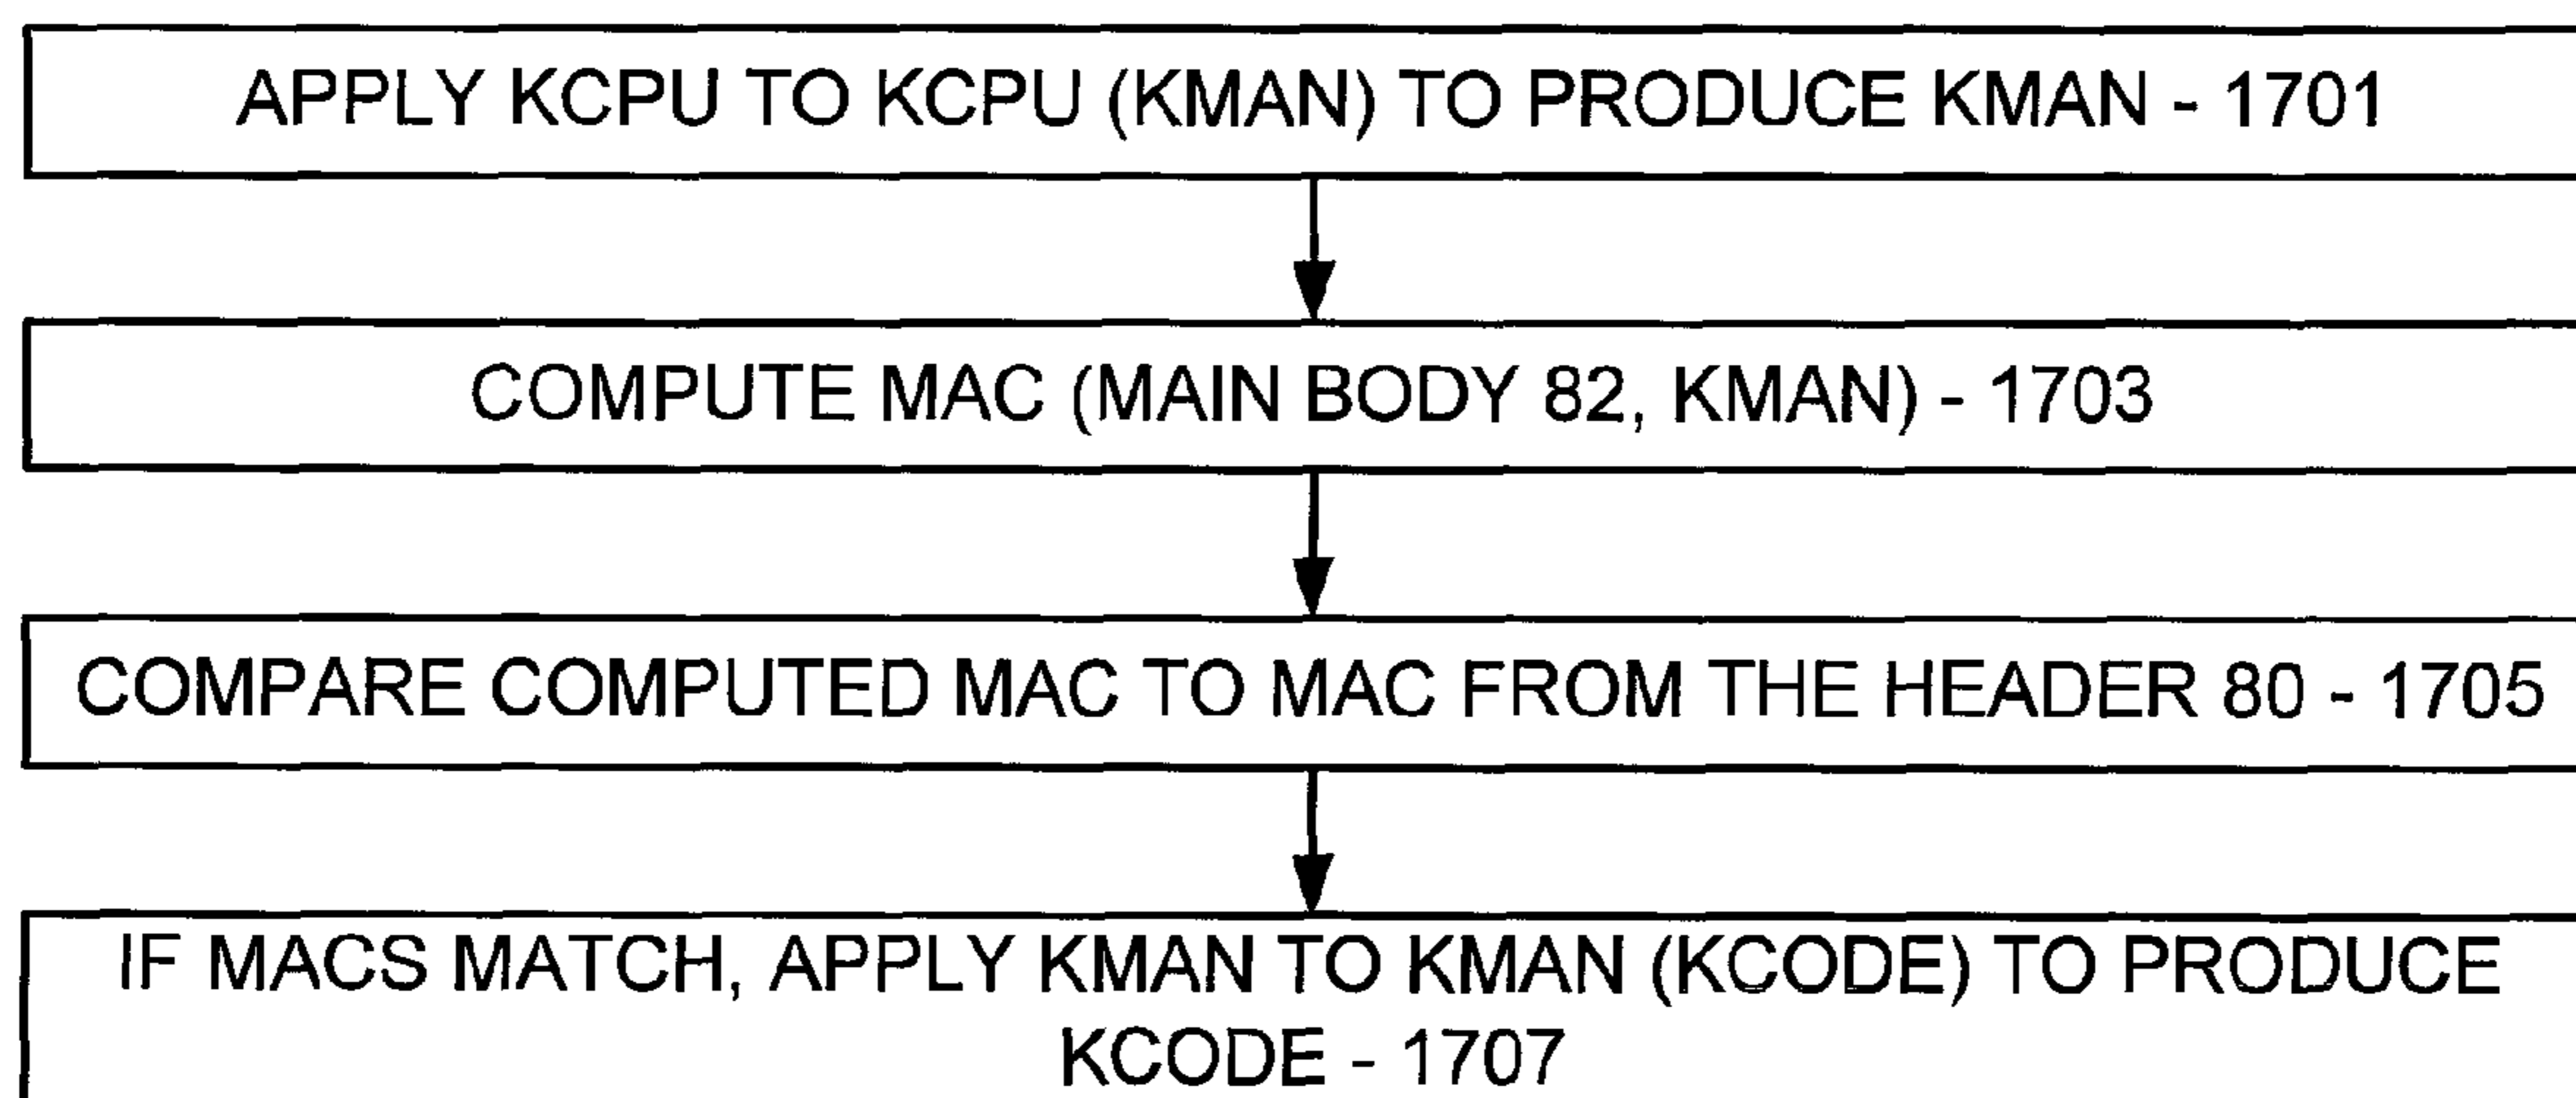 APPLY KCPU TO KCPU (KMAN) TO PRODUCE KMAN - 1701
COMPUTE MAC (MAIN BODY 82, KMAN) - 1703
COMPARE COMPUTED MAC TO MAC FROM THE HEADER 80 - 1705
IF MACS MATCH, APPLY KMAN TO KMAN (KCODE) TO PRODUCE
KCODE - 1707